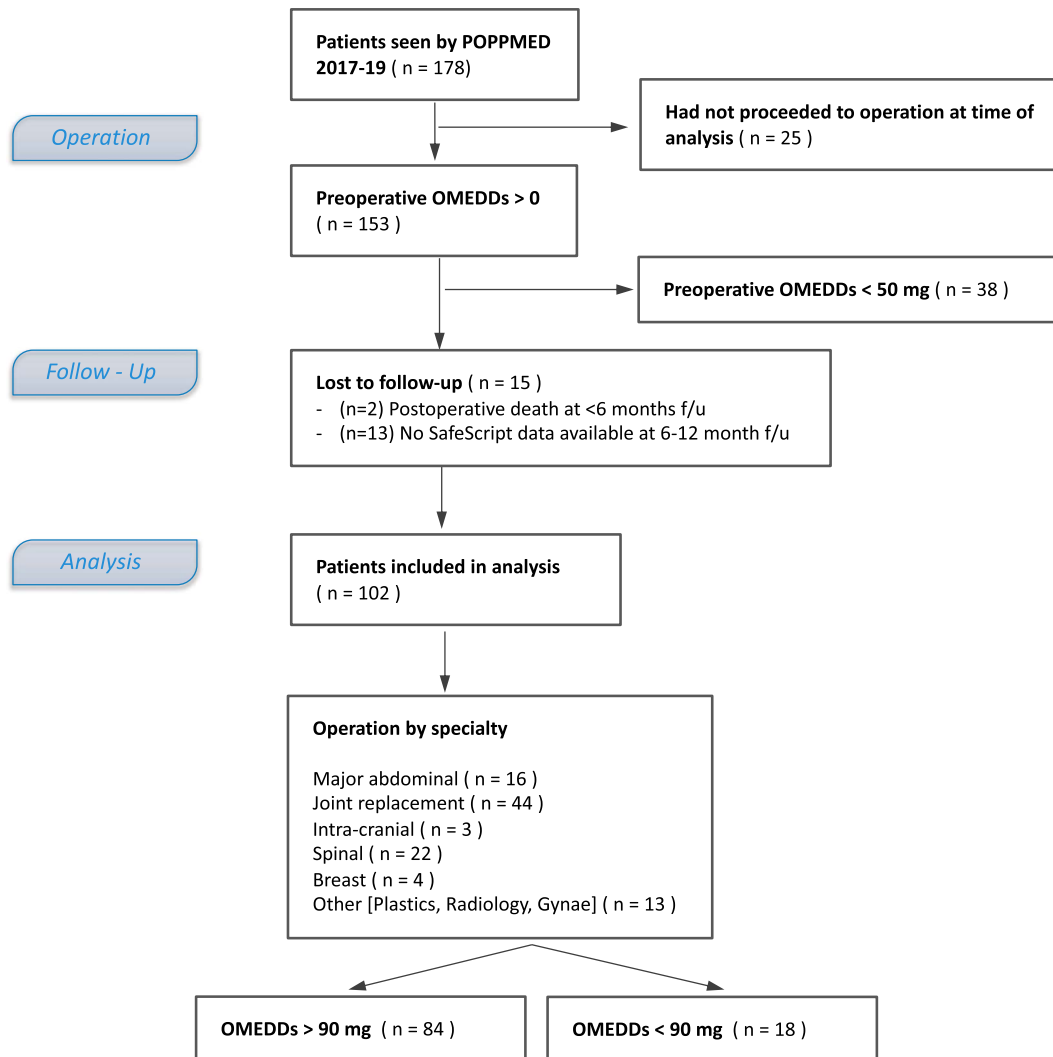 Patients seen by POPPMED
2017-19 ( n = 178)
Operation
Had not proceeded to operation at time of
analysis ( n = 25 )
Preoperative OMEDDs > 0
( n = 153 )
Preoperative OMEDDs < 50 mg ( n = 38 )
Follow - Up
Lost to follow-up ( n = 15 )
- (n=2) Postoperative death at <6 months f/u
- (n=13) No SafeScript data available at 6-12 month f/u
Analysis
Patients included in analysis
( n = 102 )
Operation by specialty
Major abdominal ( n = 16 )
Joint replacement ( n = 44 )
Intra-cranial ( n = 3 )
Spinal ( n = 22 )
Breast ( n = 4 )
Other [Plastics, Radiology, Gynae] ( n = 13 )
OMEDDs > 90 mg ( n = 84 )
OMEDDs < 90 mg ( n = 18 )